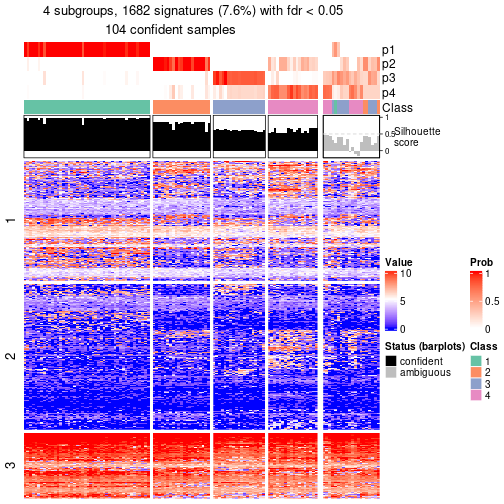 4 subgroups, 1682 signatures (7.6%) with fdr < 0.05
104 confident samples
p1
p2
p3
p4
Class
1
0.5
0
Silhouette
score
1
2
3
Value
10
5
0
Prob
1
0.5
0
Status (barplots)
confident
ambiguous
Class
1
2
3
4